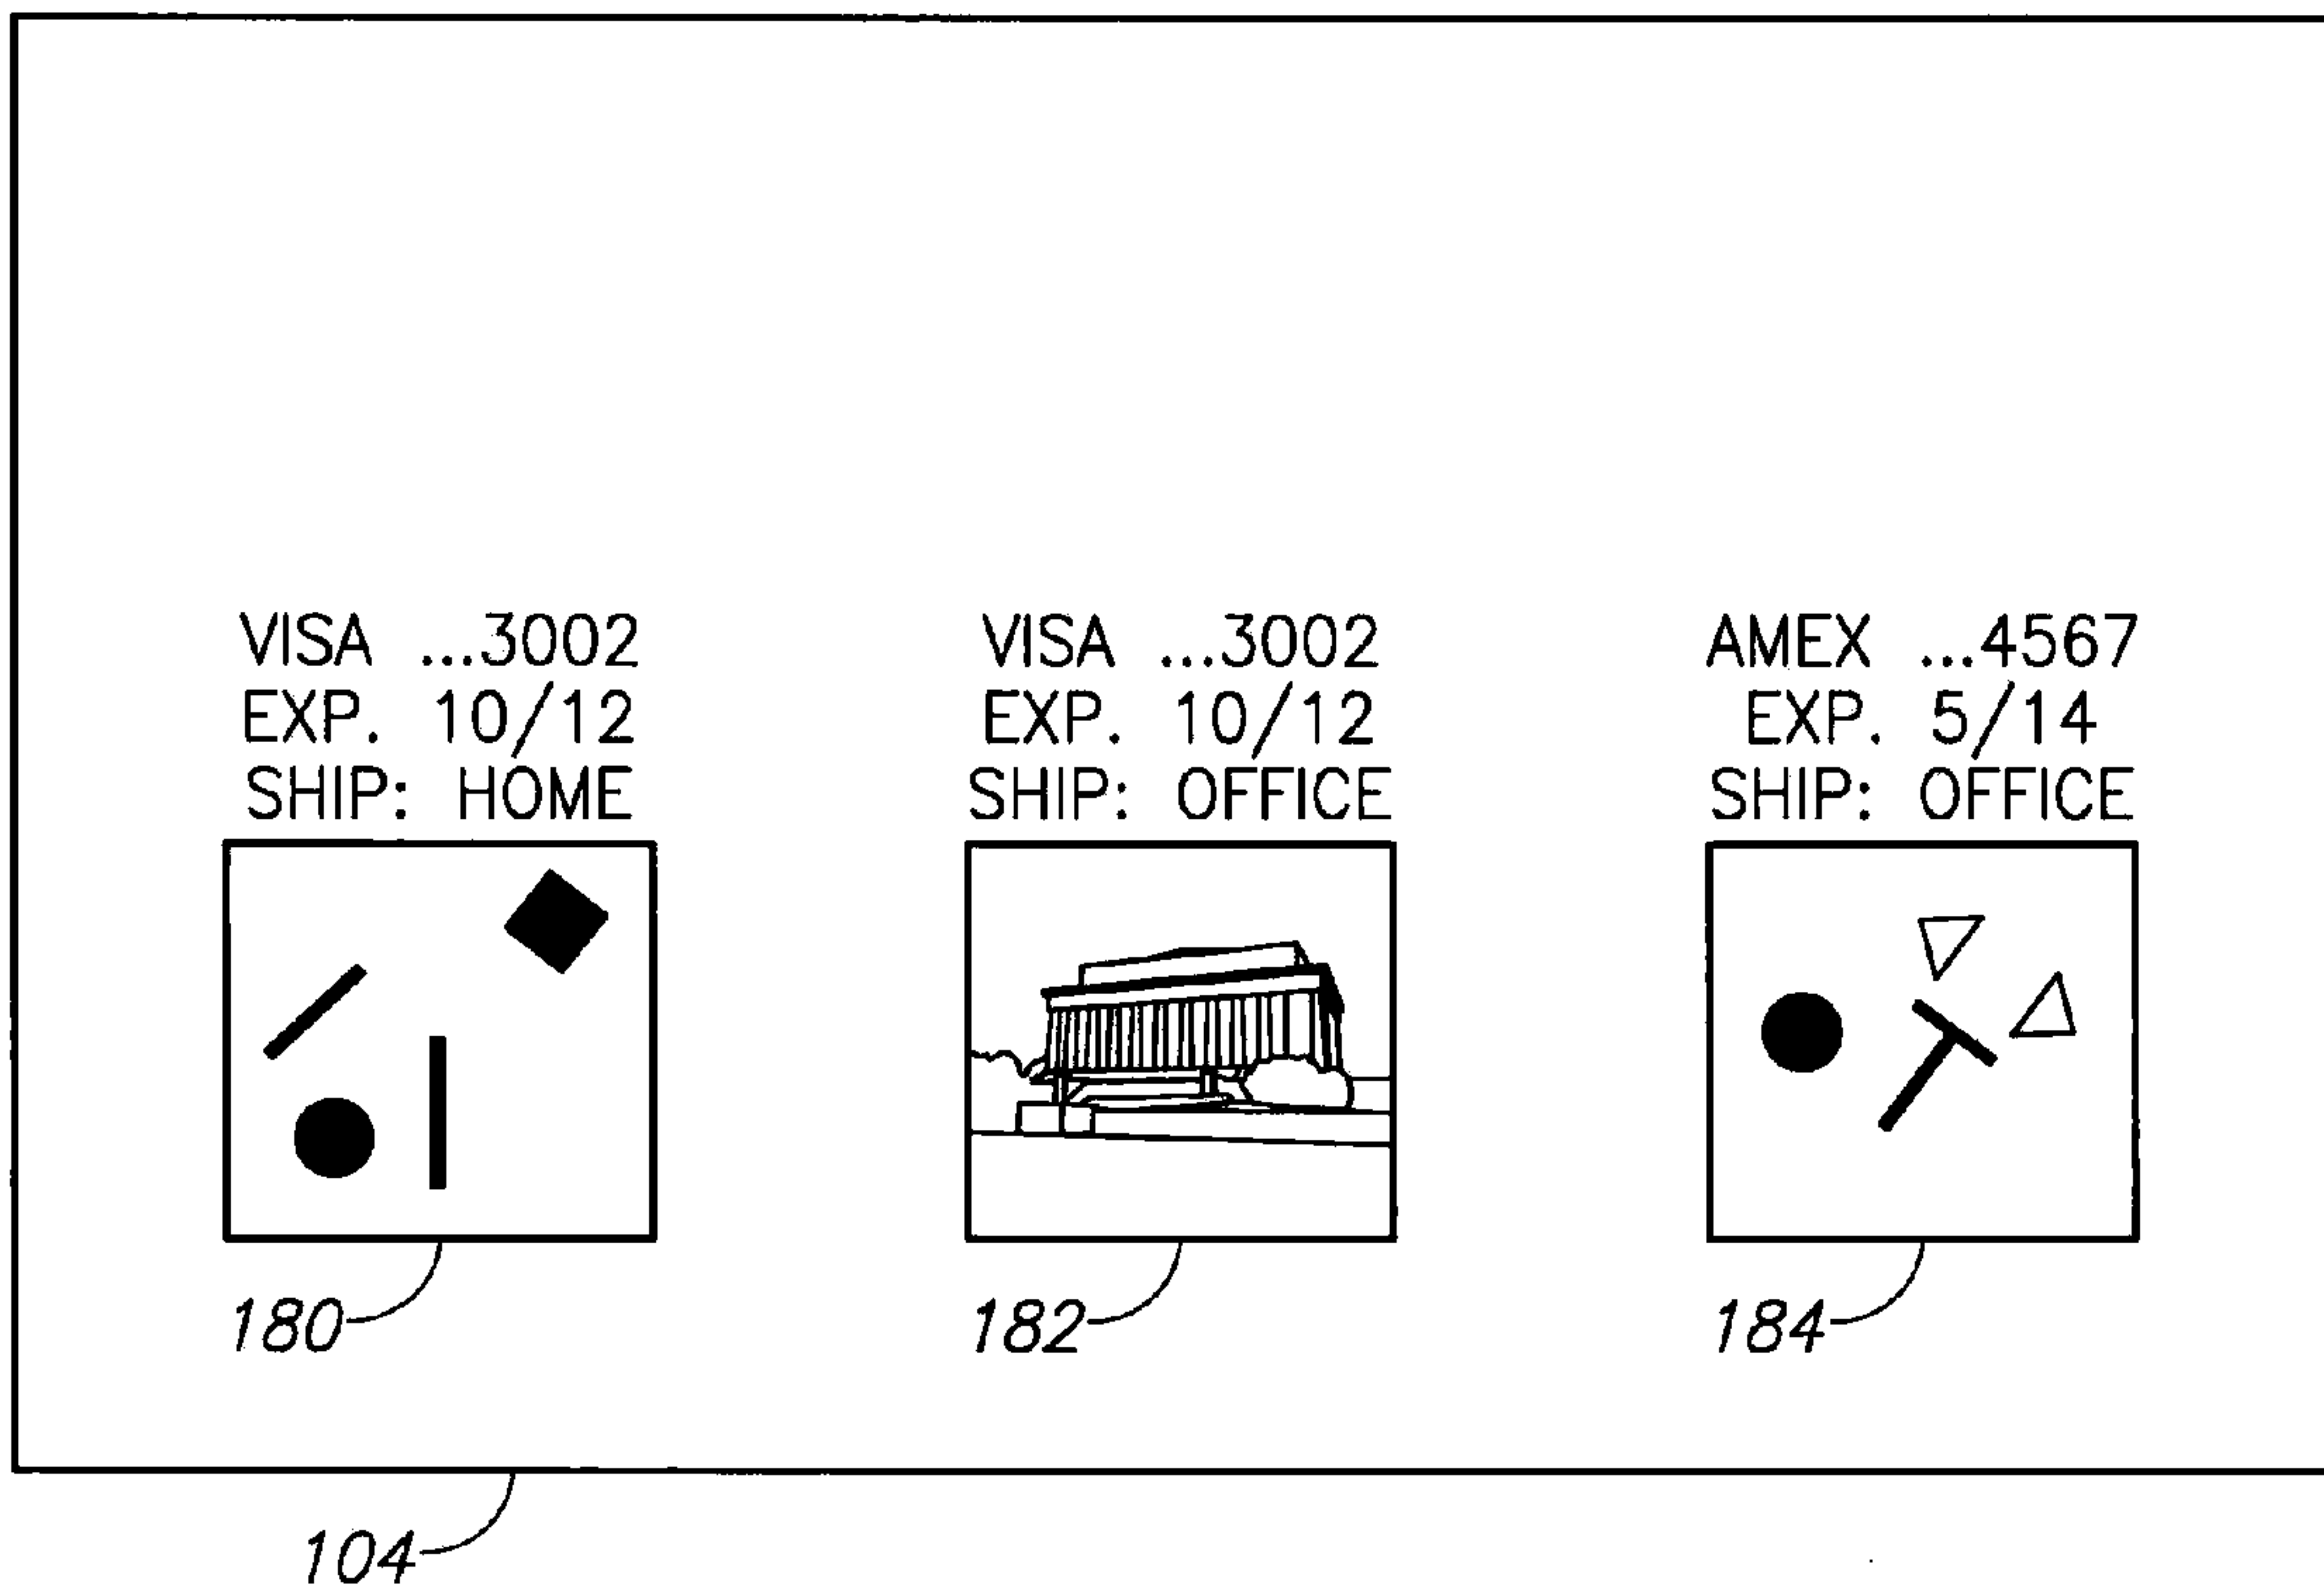 VISA ...3002
EXP. 10/12
SHIP: HOME
VISA ...3002
EXP. 10/12
SHIP: OFFICE
AMEX ...4567
EXP. 5/14
SHIP: OFFICE
180
182
184
104